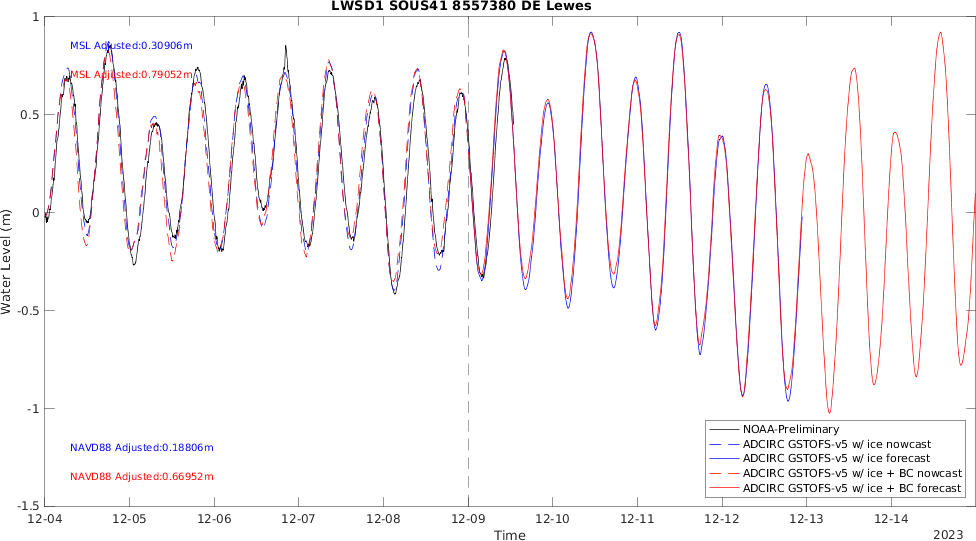 LWSD1 SOUS41 8557380 DE Lewes
1
0.5
0
-0.5
-1
-1.5
Water Level (m)
MSL Adjusted:0.30906m
MSL Adjusted:0.79052m
NAVD88 Adjusted:0.18806m
NAVD88 Adjusted:0.66952m
NOAA-Preliminary
ADCIRC GSTOFS-v5 w/ ice nowcast
ADCIRC GSTOFS-v5 w/ ice forecast
ADCIRC GSTOFS-v5 w/ ice + BC nowcast
ADCIRC GSTOFS-v5 w/ ice + BC forecast
12-04 12-05 12-06 12-07 12-08 12-09 12-10 12-11 12-12 12-13 12-14
Time
2023